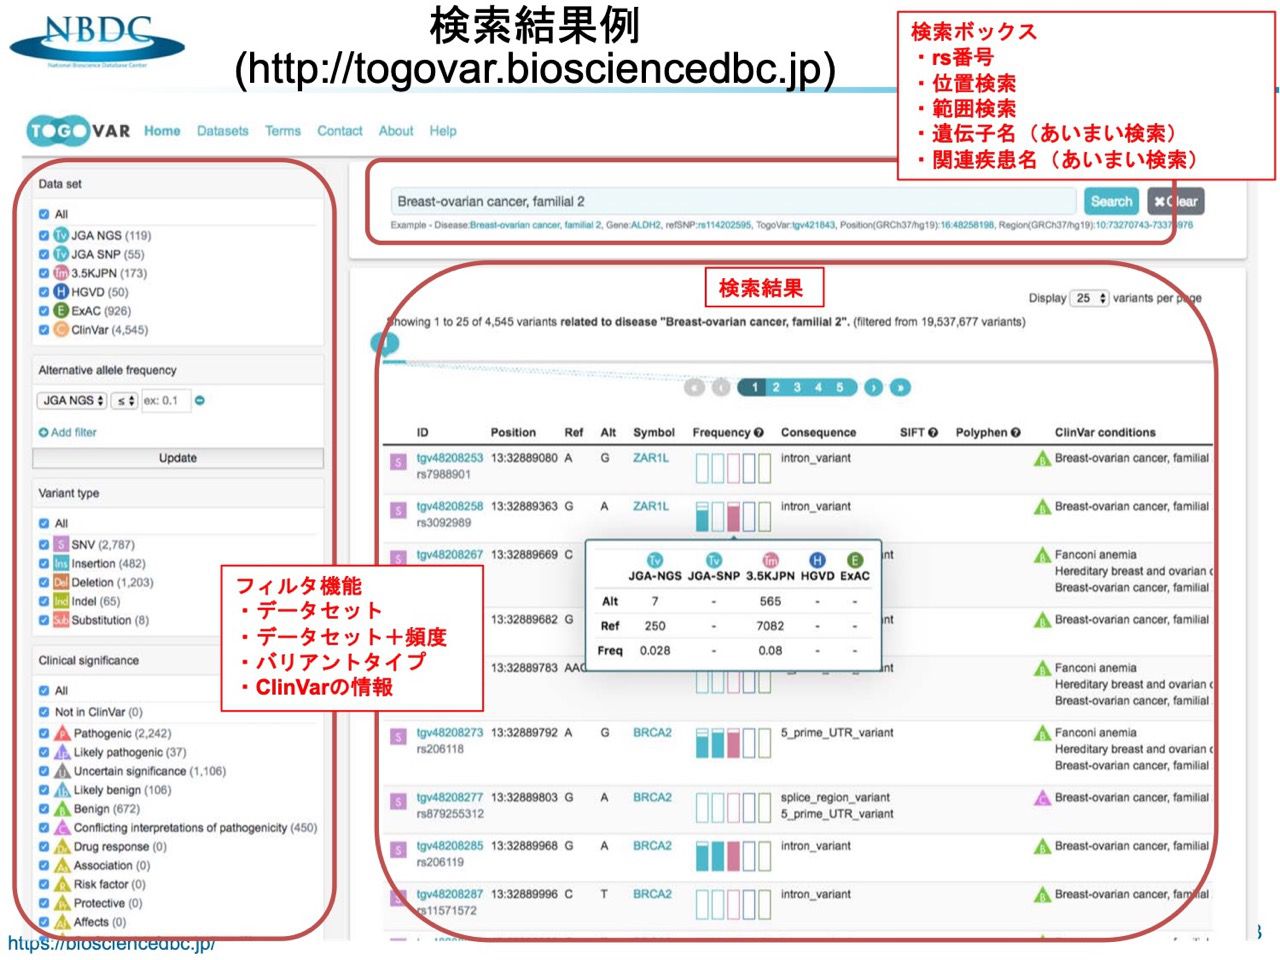 NBDC
National Bioscience Database Center
検索結果例
(http://togovar.biosciencedbc.jp)
検索ボックス
・rs番号
・位置検索
・範囲検索
・遺伝子名（あいまい検索）
・関連疾患名（あいまい検索）
TOGOVAR Home Datasets Terms Contact About Help
Data set
All
Tv JGA NGS (119)
Tv JGA SNP (55)
Tm 3.5KJPN (173)
H HGVD (50)
E ExAC (926)
C ClinVar (4,545)
Alternative allele frequency
JGA NGS ≤ ex: 0.1
Add filter
Update
Variant type
All
S SNV (2,787)
Ins Insertion (482)
Del Deletion (1,203)
Ind Indel (65)
Sub Substitution (8)
Clinical significance
All
Not in ClinVar (0)
P Pathogenic (2,242)
LP Likely pathogenic (37)
U Uncertain significance (1,106)
LB Likely benign (106)
B Benign (672)
C Conflicting interpretations of pathogenicity (450)
Drug response (0)
Association (0)
R Risk factor (0)
Protective (0)
Affects (0)
フィルタ機能
・データセット
・データセット＋頻度
・バリアントタイプ
・ClinVarの情報
Breast-ovarian cancer, familial 2 Search Clear
Example - Disease:Breast-ovarian cancer, familial 2, Gene:ALDH2, refSNP:rs114202595, TogoVar:tgv421843, Position(GRCh37/hg19):16:48258198, Region(GRCh37/hg19):10:73270743-73376976
検索結果
Display 25 variants per page
Showing 1 to 25 of 4,545 variants related to disease "Breast-ovarian cancer, familial 2". (filtered from 19,537,677 variants)
« ‹ 1 2 3 4 5 › »
ID Position Ref Alt Symbol Frequency Consequence SIFT Polyphen ClinVar conditions
S tgv48208253 13:32889080 A G ZAR1L intron_variant B Breast-ovarian cancer, familial
rs7988901
S tgv48208258 13:32889363 G A ZAR1L intron_variant B Breast-ovarian cancer, familial
rs3092989
S tgv48208267 13:32889669 C B Fanconi anemia
Hereditary breast and ovarian c
Breast-ovarian cancer, familial
13:32889682 G nt B Breast-ovarian cancer, familial
13:32889783 AAC B Fanconi anemia
Hereditary breast and ovarian c
Breast-ovarian cancer, familial
Tv Tv Tm H E
JGA-NGS JGA-SNP 3.5KJPN HGVD ExAC
Alt 7 - 565 - -
Ref 250 - 7082 - -
Freq 0.028 - 0.08 - -
S tgv48208273 13:32889792 A G BRCA2 5_prime_UTR_variant B Fanconi anemia
rs206118 Hereditary breast and ovarian c
Breast-ovarian cancer, familial
S tgv48208277 13:32889803 G A BRCA2 splice_region_variant C Breast-ovarian cancer, familial
rs879255312 5_prime_UTR_variant
S tgv48208285 13:32889968 G A BRCA2 intron_variant B Breast-ovarian cancer, familial
rs206119
S tgv48208287 13:32889996 C T BRCA2 intron_variant B Breast-ovarian cancer, familial
rs11571572
https://biosciencedbc.jp/